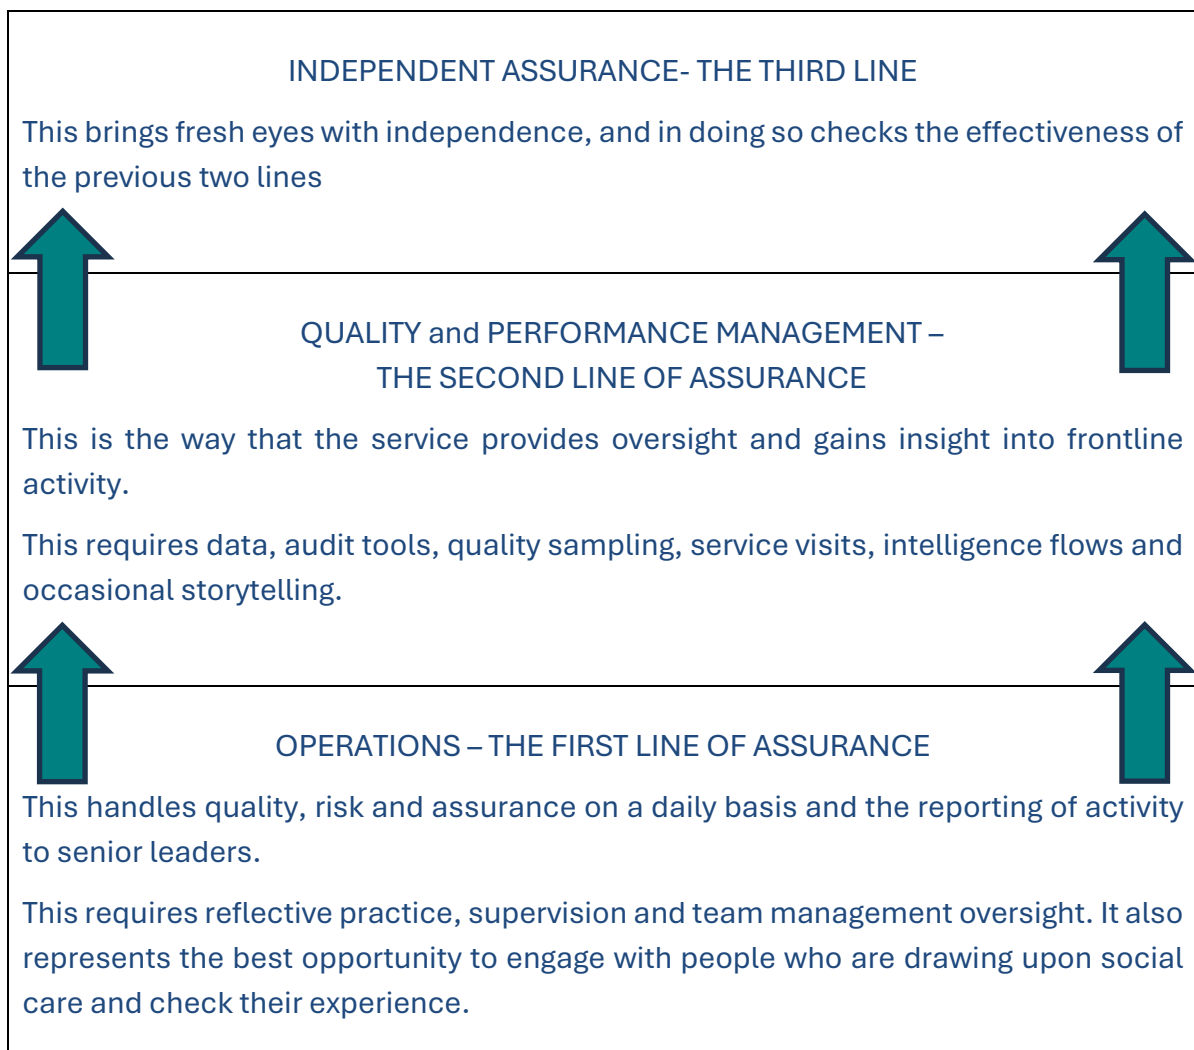 INDEPENDENT ASSURANCE- THE THIRD LINE
This brings fresh eyes with independence, and in doing so checks the effectiveness of
the previous two lines
QUALITY and PERFORMANCE MANAGEMENT –
THE SECOND LINE OF ASSURANCE
This is the way that the service provides oversight and gains insight into frontline
activity.
This requires data, audit tools, quality sampling, service visits, intelligence flows and
occasional storytelling.
OPERATIONS – THE FIRST LINE OF ASSURANCE
This handles quality, risk and assurance on a daily basis and the reporting of activity
to senior leaders.
This requires reflective practice, supervision and team management oversight. It also
represents the best opportunity to engage with people who are drawing upon social
care and check their experience.